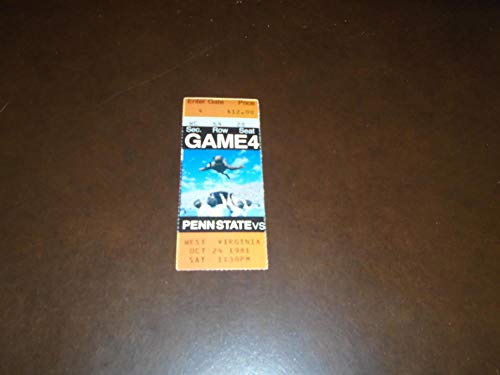 Enter Gate Price
$12.00
Sec. Row Seat
GAME4
PENN STATE VS
WEST VIRGINIA
OCT 24 1981
SAT 1:30PM